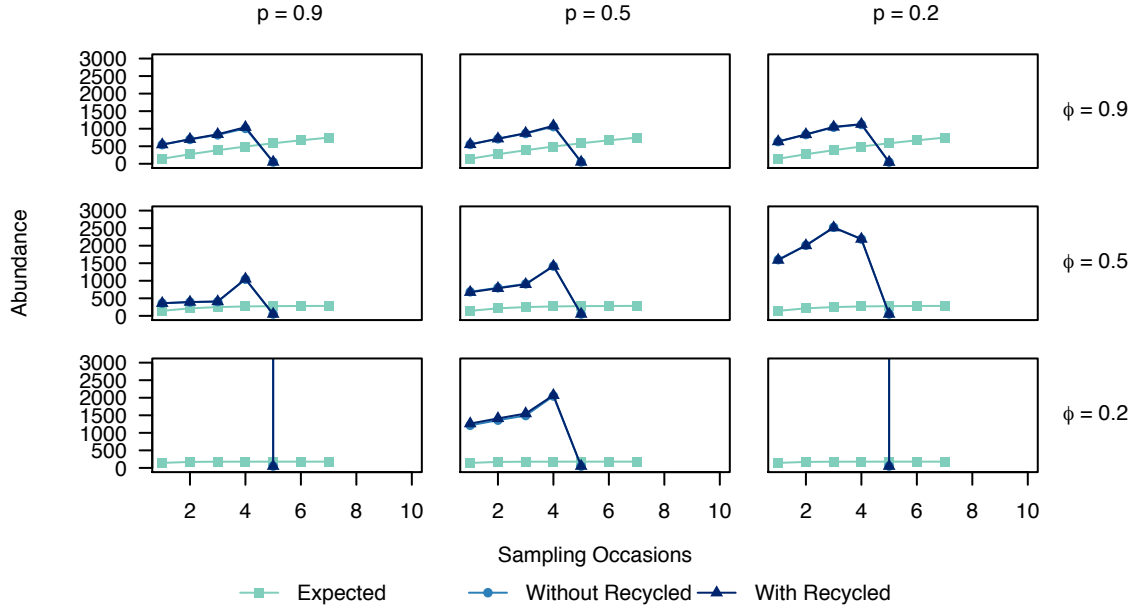 p = 0.9 p = 0.5 p = 0.2
3000
2500
2000
1500
1000
500
0
ϕ = 0.9
3000
2500
2000
1500
1000
500
0
ϕ = 0.5
3000
2500
2000
1500
1000
500
0
ϕ = 0.2
Abundance
2 4 6 8 10 2 4 6 8 10 2 4 6 8 10
Sampling Occasions
Expected Without Recycled With Recycled